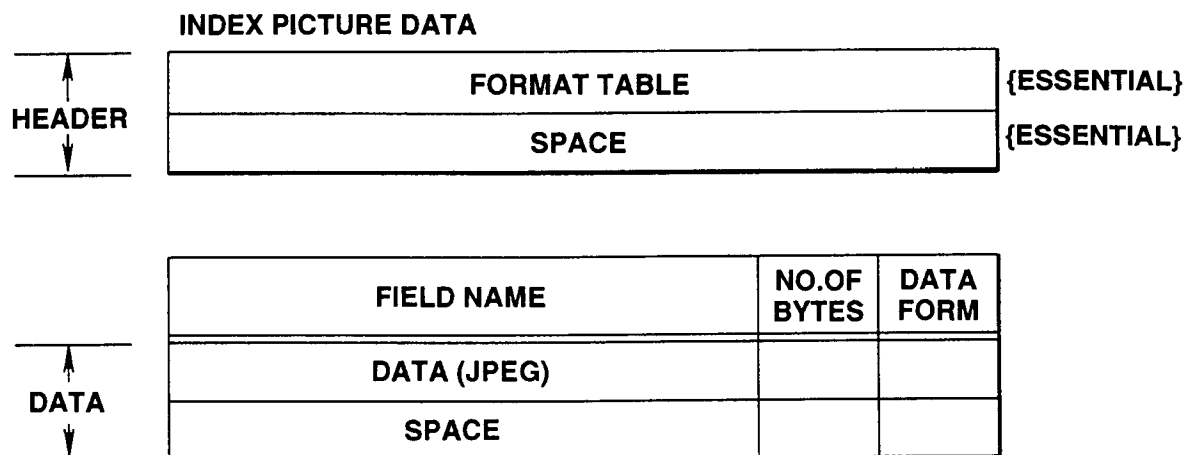 INDEX PICTURE DATA
FORMAT TABLE {ESSENTIAL}
HEADER
SPACE {ESSENTIAL}
FIELD NAME NO.OF BYTES DATA FORM
DATA (JPEG)
DATA
SPACE